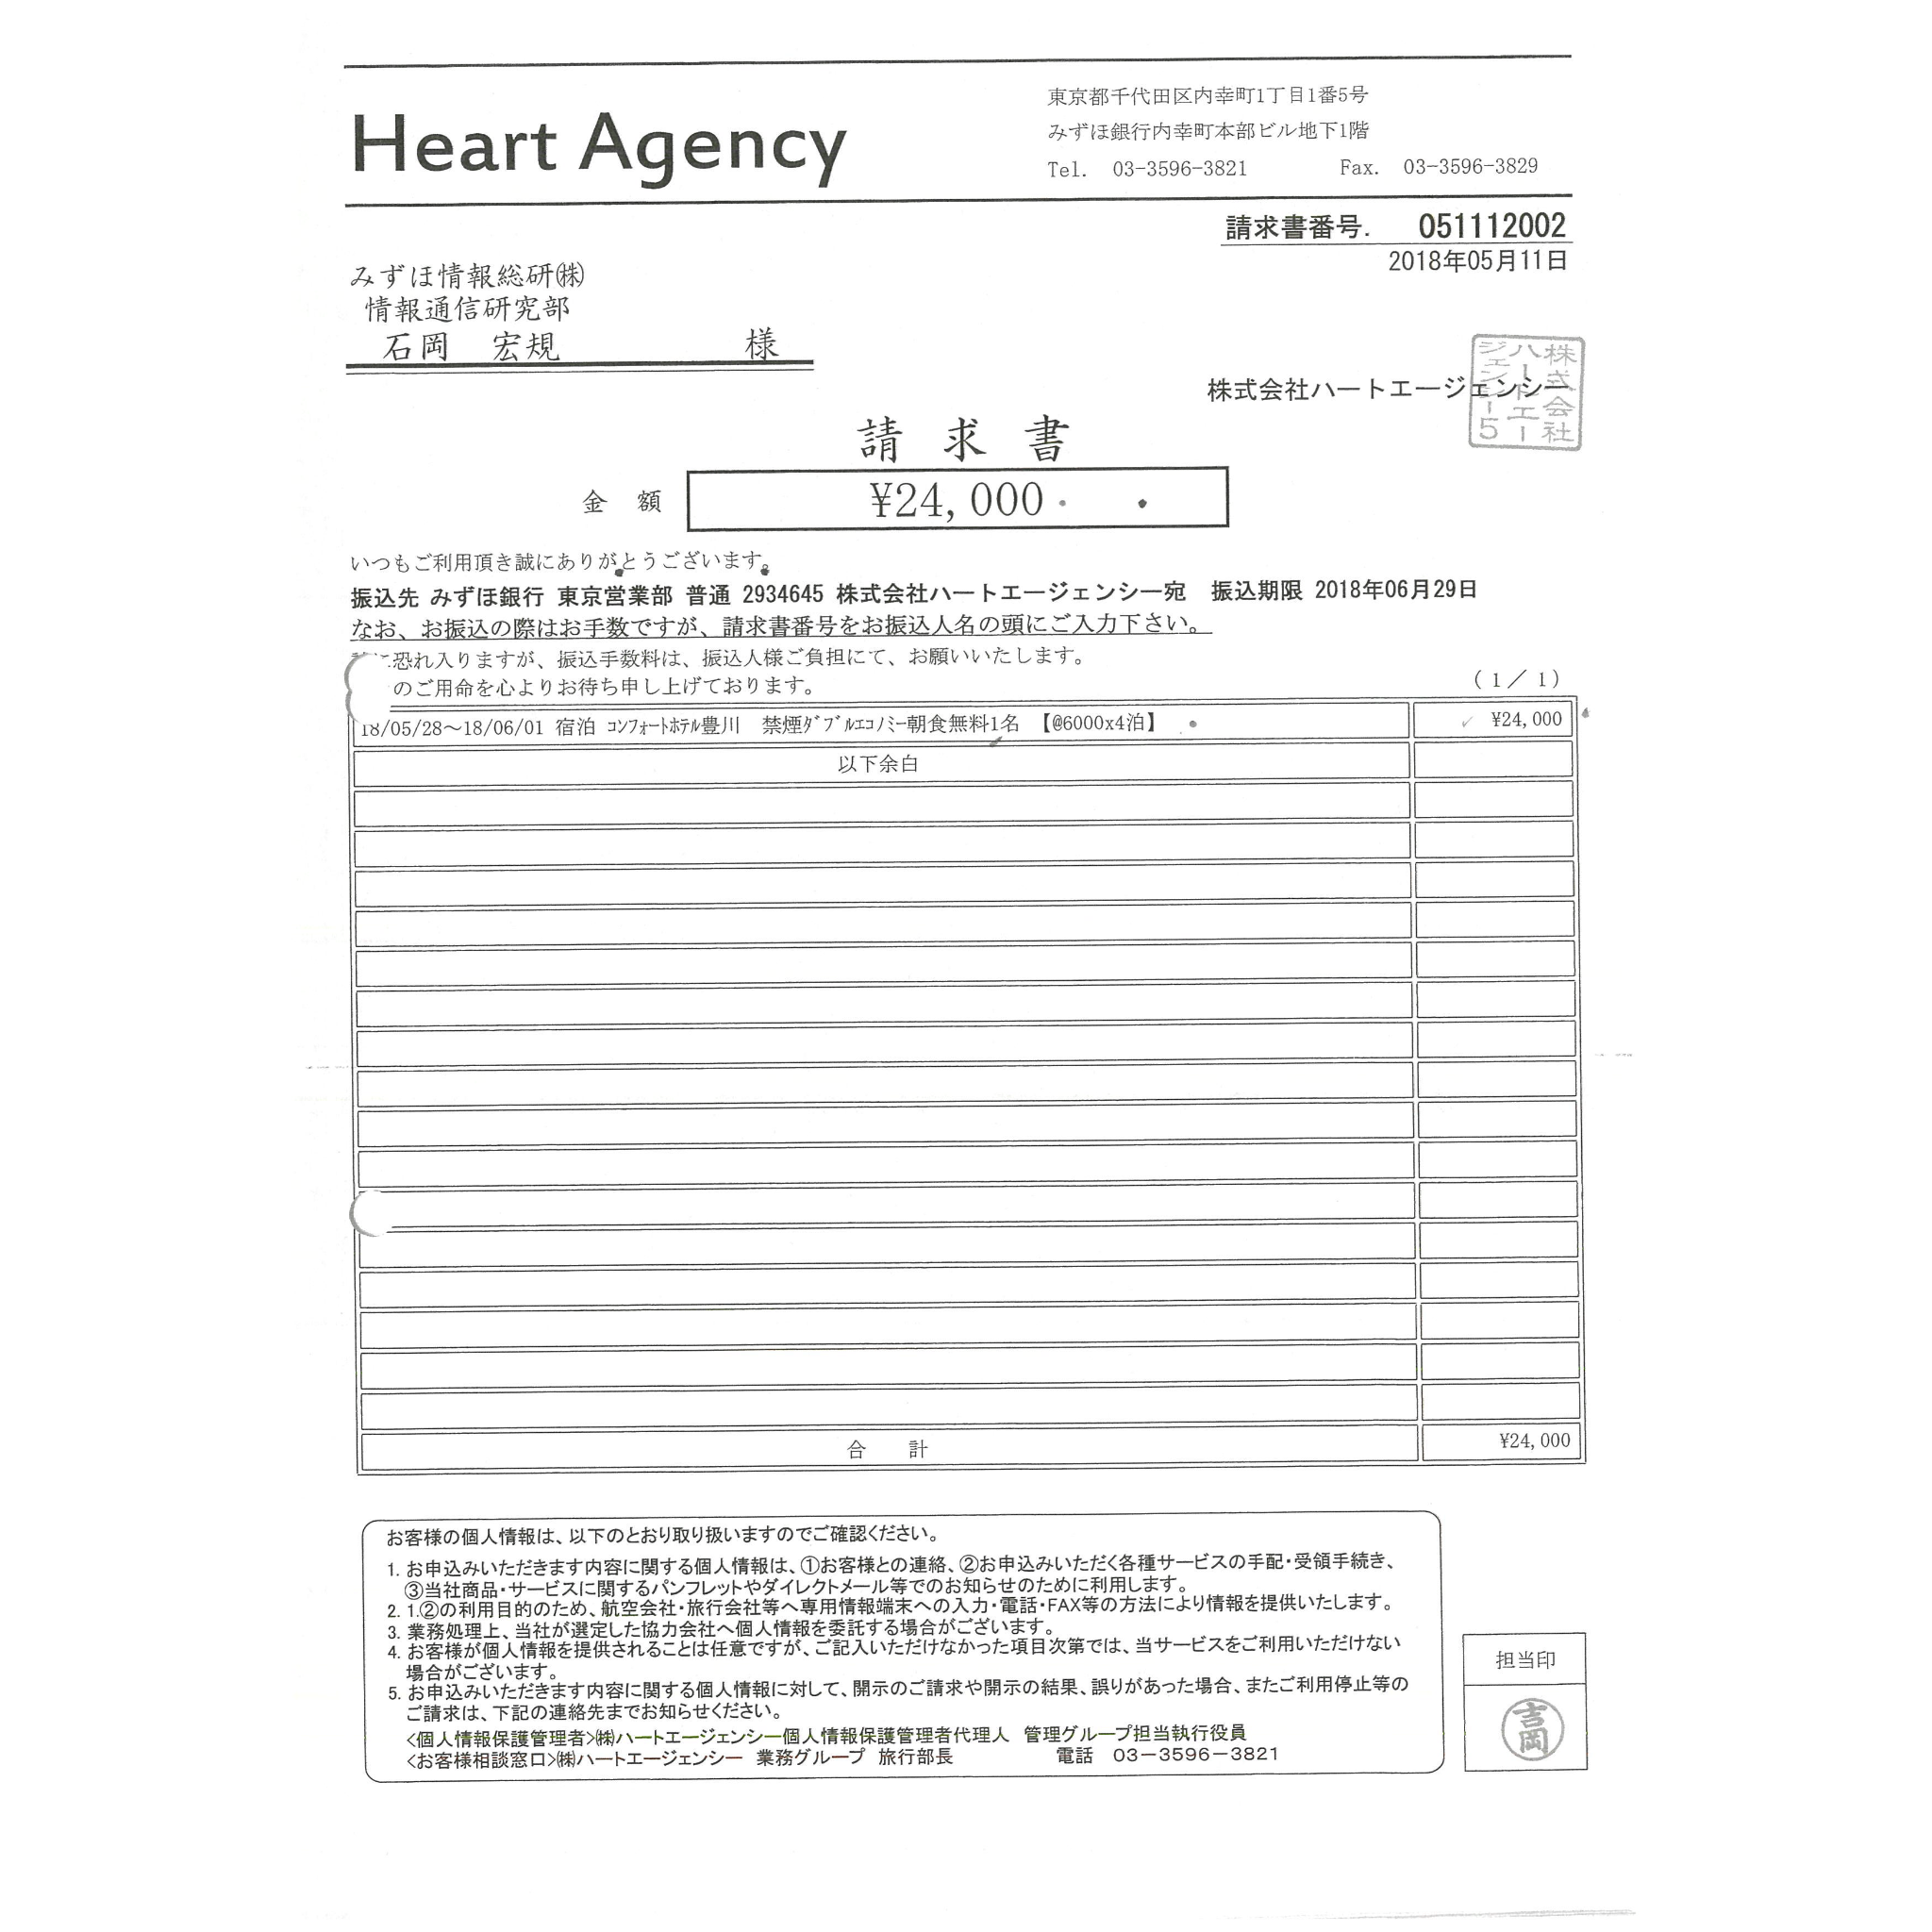 Heart Agency
東京都千代田区内幸町1丁目1番5号
みずほ銀行内幸町本部ビル地下1階
Tel. 03-3596-3821 Fax. 03-3596-3829
請求書番号. 051112002
2018年05月11日
みずほ情報総研㈱
情報通信研究部
石岡 宏規 様
株式会社ハートエージェンシー
株式会社
ハートエー
ジェンシー5
請求書
金額 ¥24,000
いつもご利用頂き誠にありがとうございます。
振込先 みずほ銀行 東京営業部 普通 2934645 株式会社ハートエージェンシー宛 振込期限 2018年06月29日
なお、お振込の際はお手数ですが、請求書番号をお振込人名の頭にご入力下さい。
恐れ入りますが、振込手数料は、振込人様ご負担にて、お願いいたします。
のご用命を心よりお待ち申し上げております。
(1/1)
18/05/28～18/06/01 宿泊 ｺﾝﾌｫｰﾄﾎﾃﾙ豊川 禁煙ﾀﾞﾌﾞﾙｴｺﾉﾐｰ朝食無料1名 【@6000x4泊】 ¥24,000
以下余白
合計 ¥24,000
お客様の個人情報は、以下のとおり取り扱いますのでご確認ください。
1. お申込みいただきます内容に関する個人情報は、①お客様との連絡、②お申込みいただく各種サービスの手配・受領手続き、
③当社商品・サービスに関するパンフレットやダイレクトメール等でのお知らせのために利用します。
2. 1.②の利用目的のため、航空会社・旅行会社等へ専用情報端末への入力・電話・FAX等の方法により情報を提供いたします。
3. 業務処理上、当社が選定した協力会社へ個人情報を委託する場合がございます。
4. お客様が個人情報を提供されることは任意ですが、ご記入いただけなかった項目次第では、当サービスをご利用いただけない
場合がございます。
5. お申込みいただきます内容に関する個人情報に対して、開示のご請求や開示の結果、誤りがあった場合、またご利用停止等の
ご請求は、下記の連絡先までお知らせください。
<個人情報保護管理者>㈱ハートエージェンシー個人情報保護管理者代理人 管理グループ担当執行役員
<お客様相談窓口>㈱ハートエージェンシー 業務グループ 旅行部長 電話 03－3596－3821
担当印
吉岡